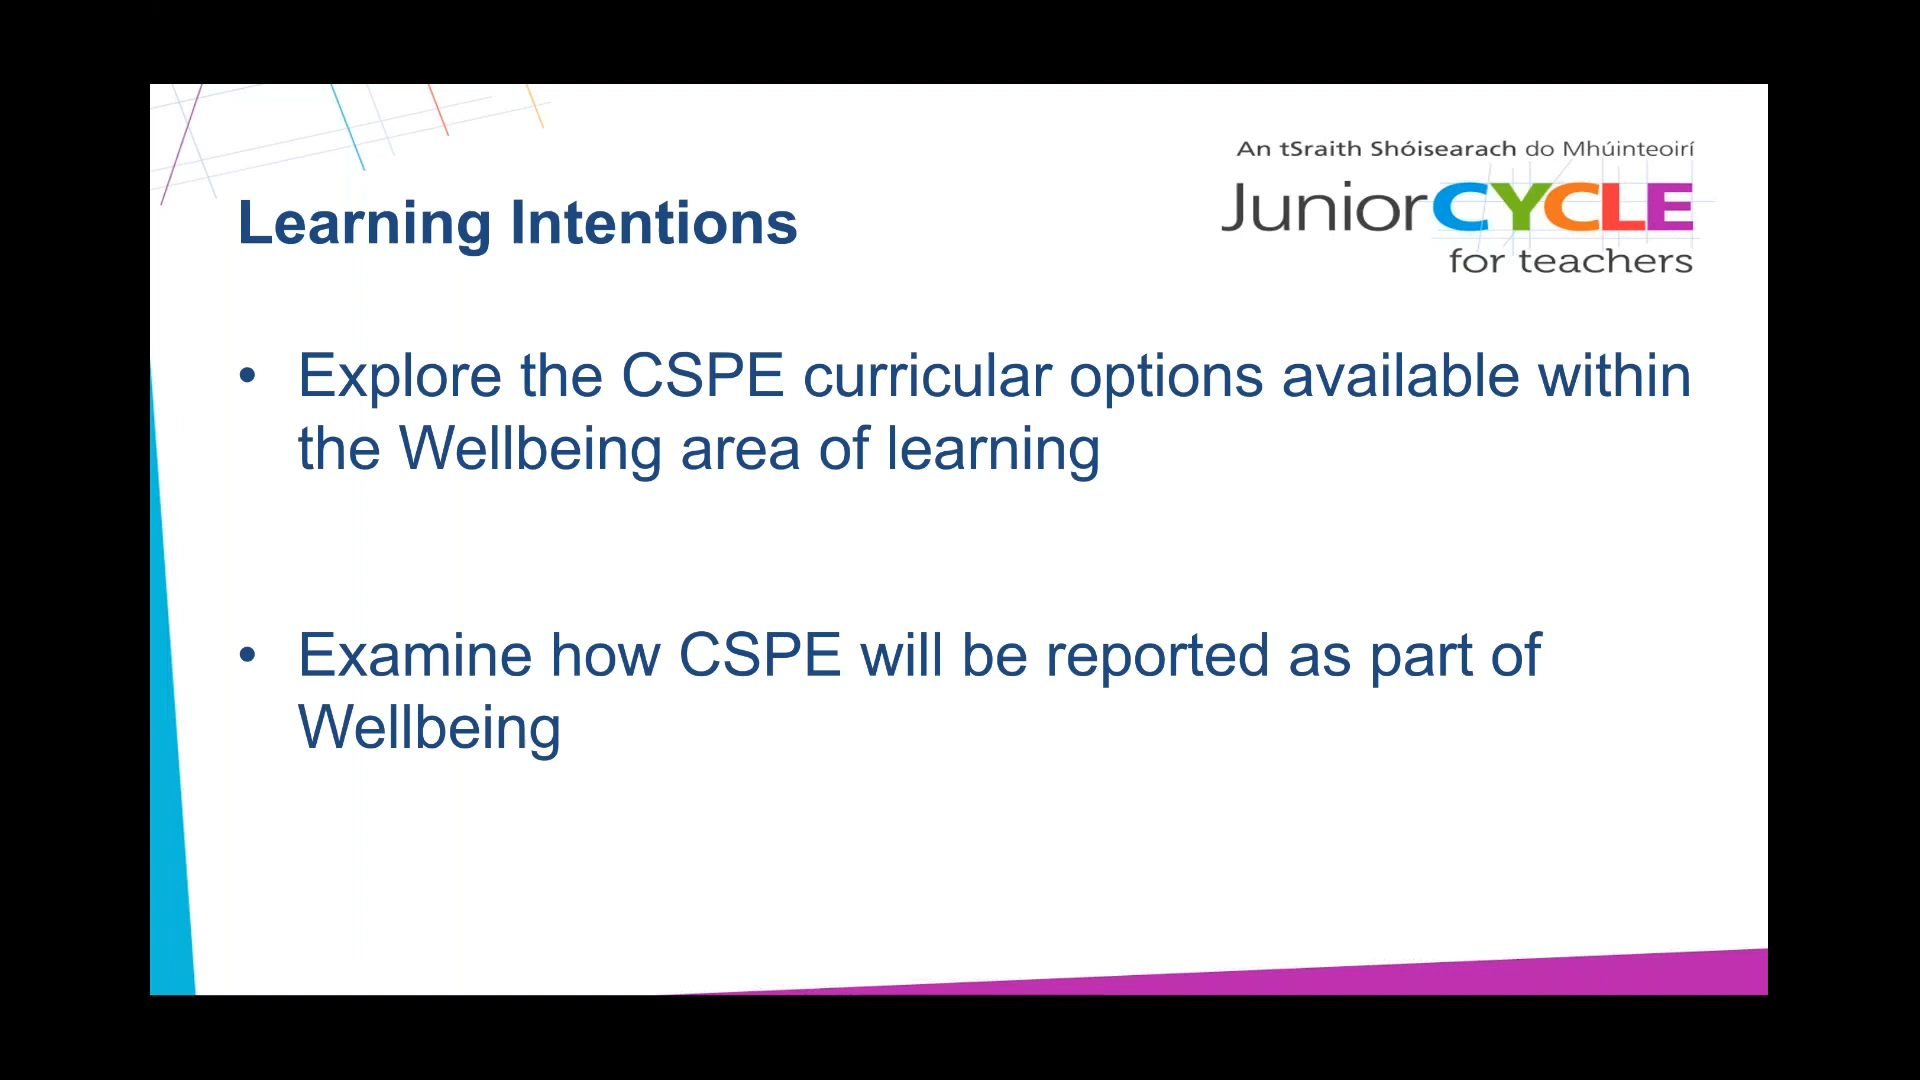 An tSraith Shóisearach do Mhúinteoirí
JuniorCYCLE
for teachers
Learning Intentions
• Explore the CSPE curricular options available within
the Wellbeing area of learning
• Examine how CSPE will be reported as part of
Wellbeing